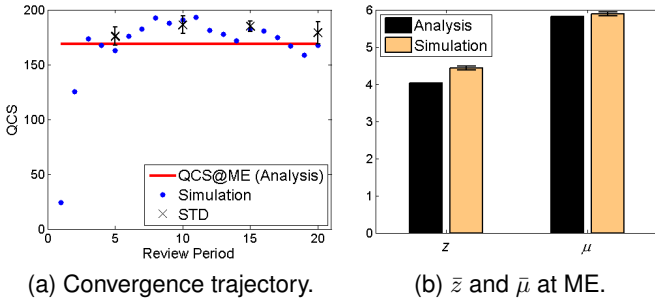 200
150
100
50
0
QCS
QCS@ME (Analysis)
Simulation
STD
0 5 10 15 20
Review Period
(a) Convergence trajectory.
6
5
4
3
2
1
0
Analysis
Simulation
z μ
(b) z̄ and μ̄ at ME.